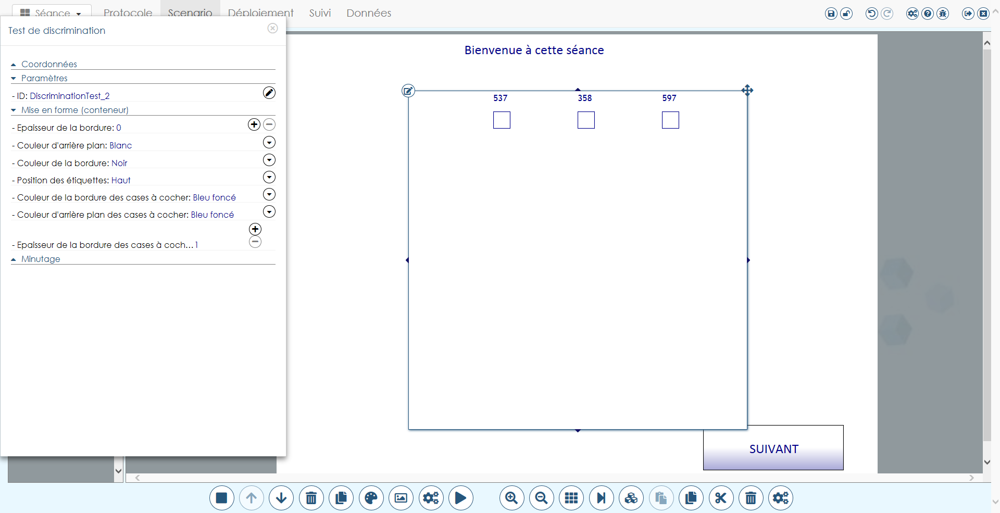 Séance
Protocole
Scenario
Déploiement
Suivi
Données
Test de discrimination
Coordonnées
Paramètres
- ID: DiscriminationTest_2
Mise en forme (conteneur)
- Epaisseur de la bordure: 0
- Couleur d'arrière plan: Blanc
- Couleur de la bordure: Noir
- Position des étiquettes: Haut
- Couleur de la bordure des cases à cocher: Bleu foncé
- Couleur d'arrière plan des cases à cocher: Bleu foncé
- Epaisseur de la bordure des cases à coch...1
Minutage
Bienvenue à cette séance
537 358 597
SUIVANT